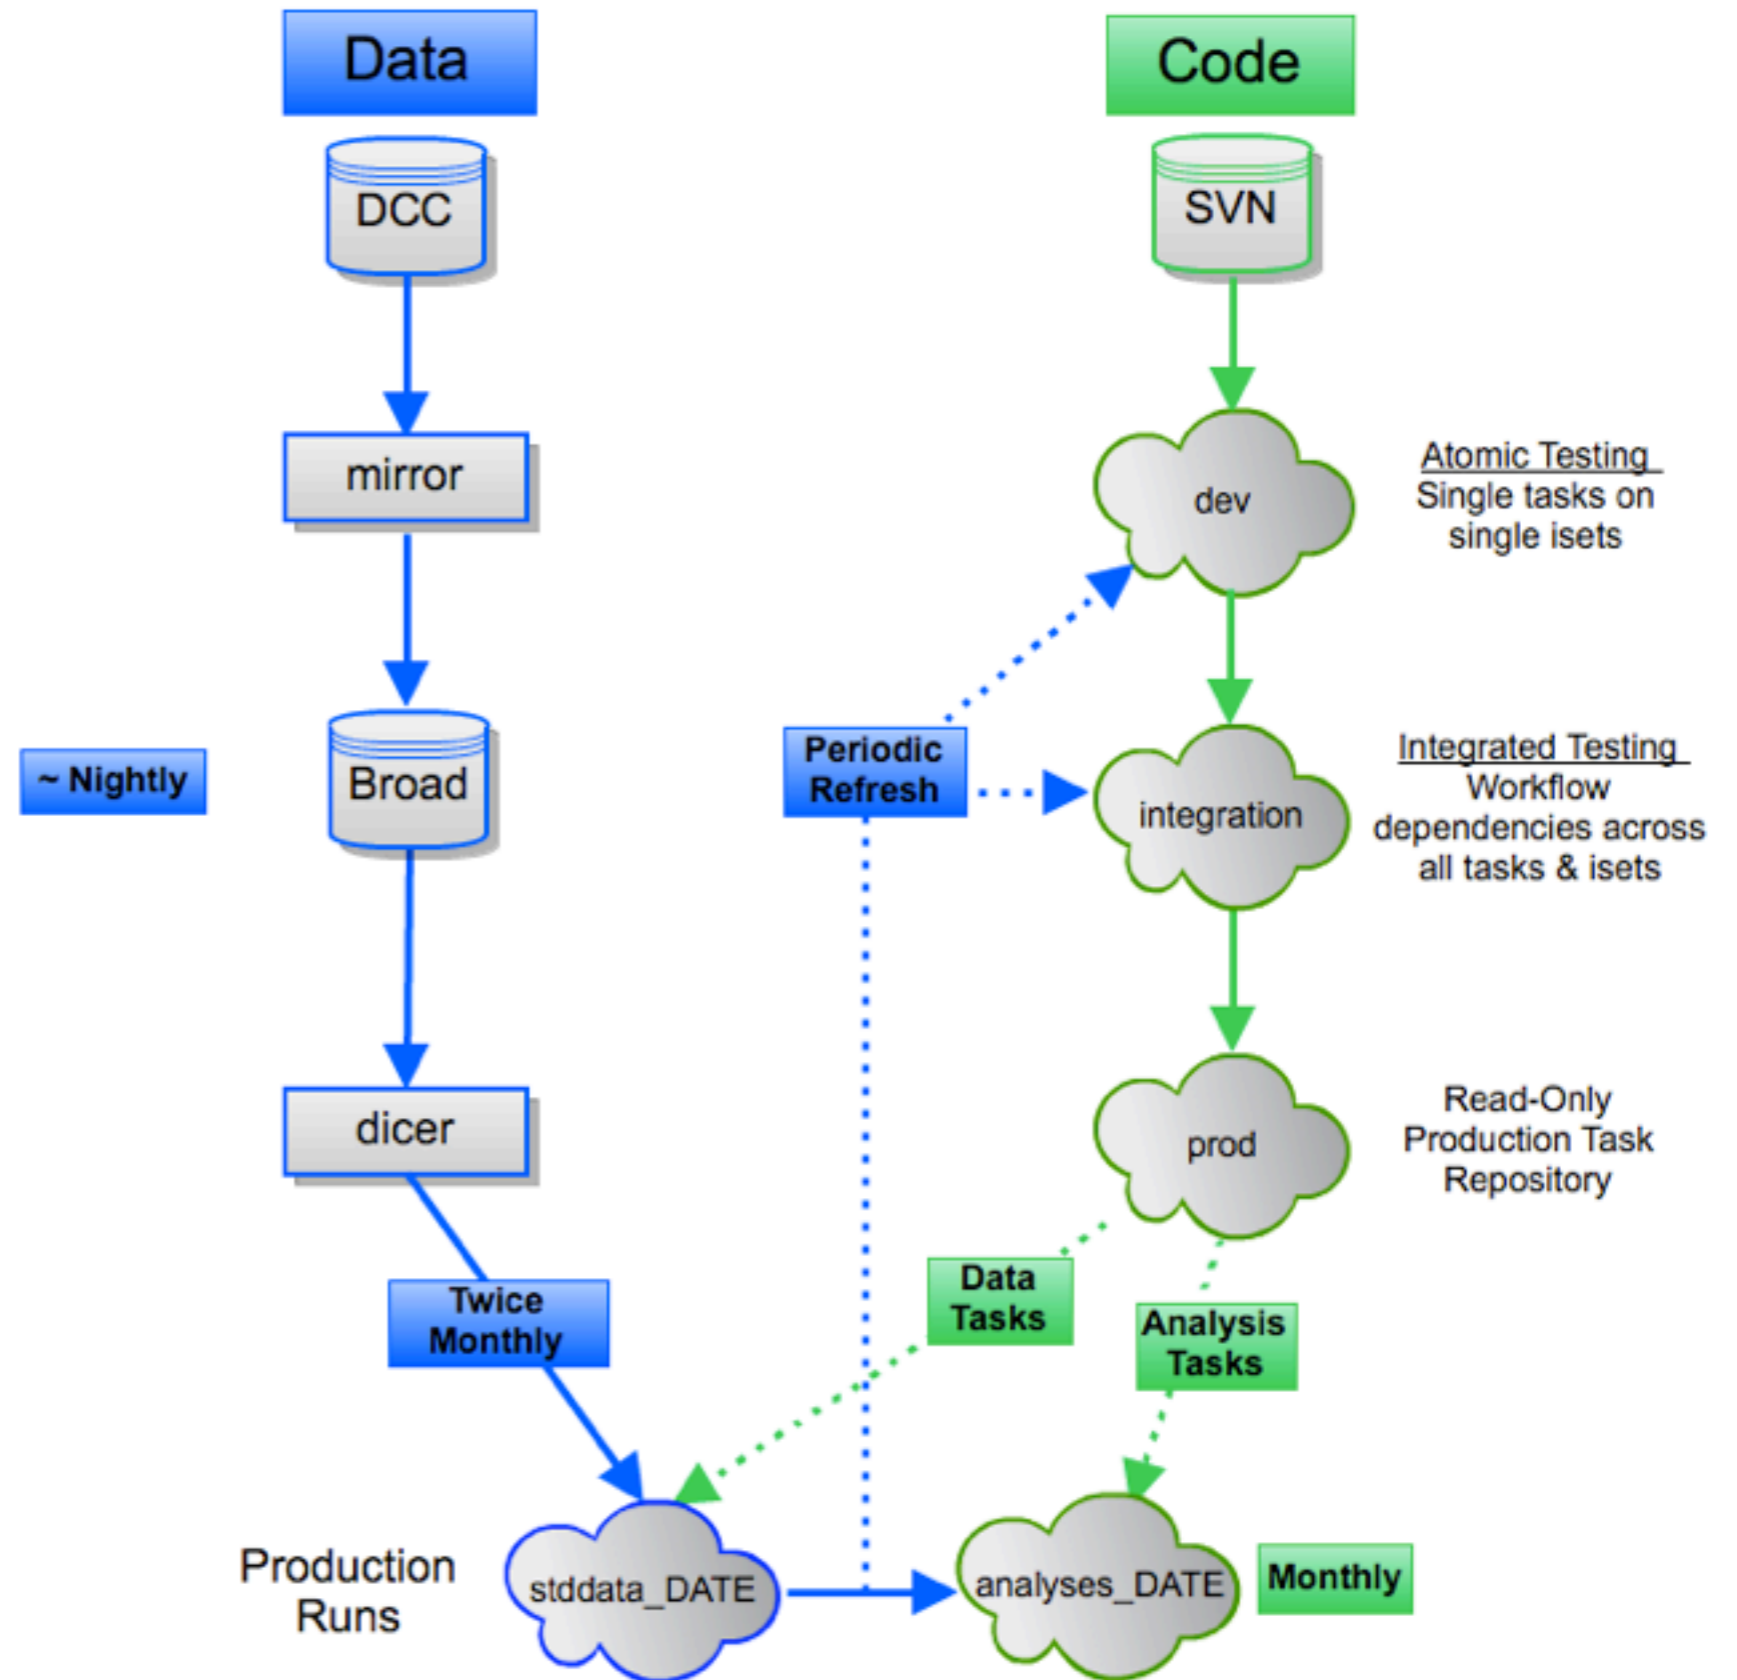 Data
Code
DCC
SVN
mirror
dev
Atomic Testing
Single tasks on
single isets
~ Nightly
Broad
Periodic
Refresh
integration
Integrated Testing
Workflow
dependencies across
all tasks & isets
dicer
prod
Read-Only
Production Task
Repository
Twice
Monthly
Data
Tasks
Analysis
Tasks
Production
Runs
stddata_DATE
analyses_DATE
Monthly